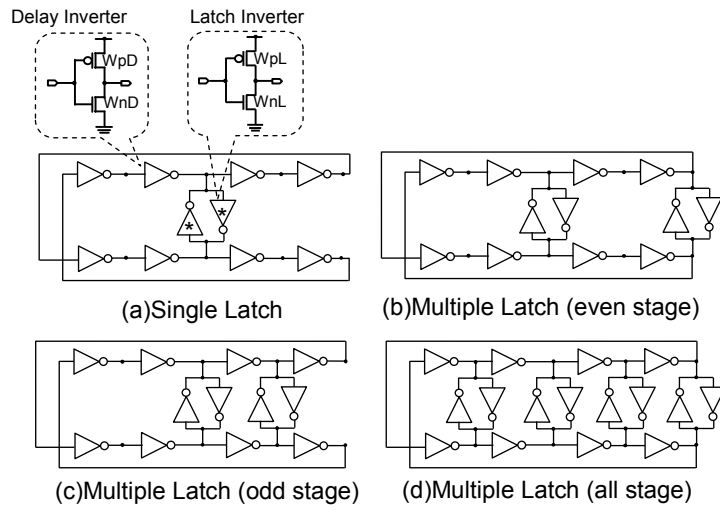 Delay Inverter
Latch Inverter
WpD
WnD
WpL
WnL
*
*
(a)Single Latch
(b)Multiple Latch (even stage)
(c)Multiple Latch (odd stage)
(d)Multiple Latch (all stage)